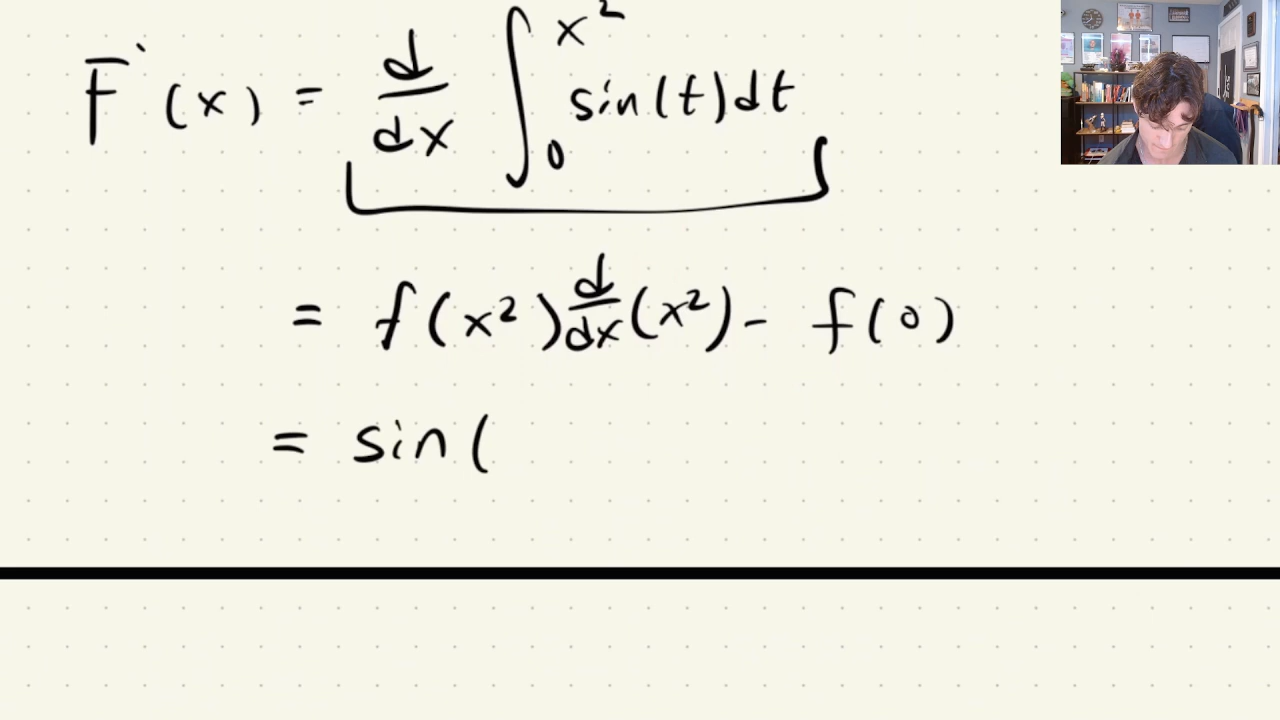 F'(x) = d/dx ∫₀^x² sin(t)dt
= f(x²) d/dx (x²) - f(0)
= sin(